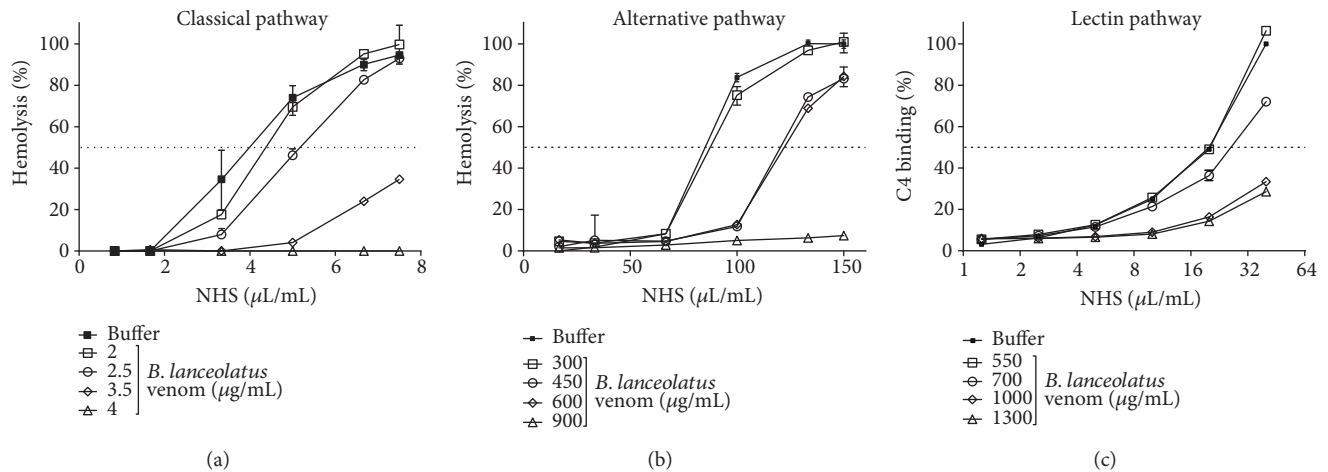 Classical pathway
100
80
60
40
20
0
Hemolysis (%)
0 2 4 6 8
NHS (μL/mL)
Buffer
2
2.5
3.5
4
B. lanceolatus
venom (μg/mL)
(a)
Alternative pathway
100
80
60
40
20
0
Hemolysis (%)
0 50 100 150
NHS (μL/mL)
Buffer
300
450
600
900
B. lanceolatus
venom (μg/mL)
(b)
Lectin pathway
100
80
60
40
20
0
C4 binding (%)
1 2 4 8 16 32 64
NHS (μL/mL)
Buffer
550
700
1000
1300
B. lanceolatus
venom (μg/mL)
(c)